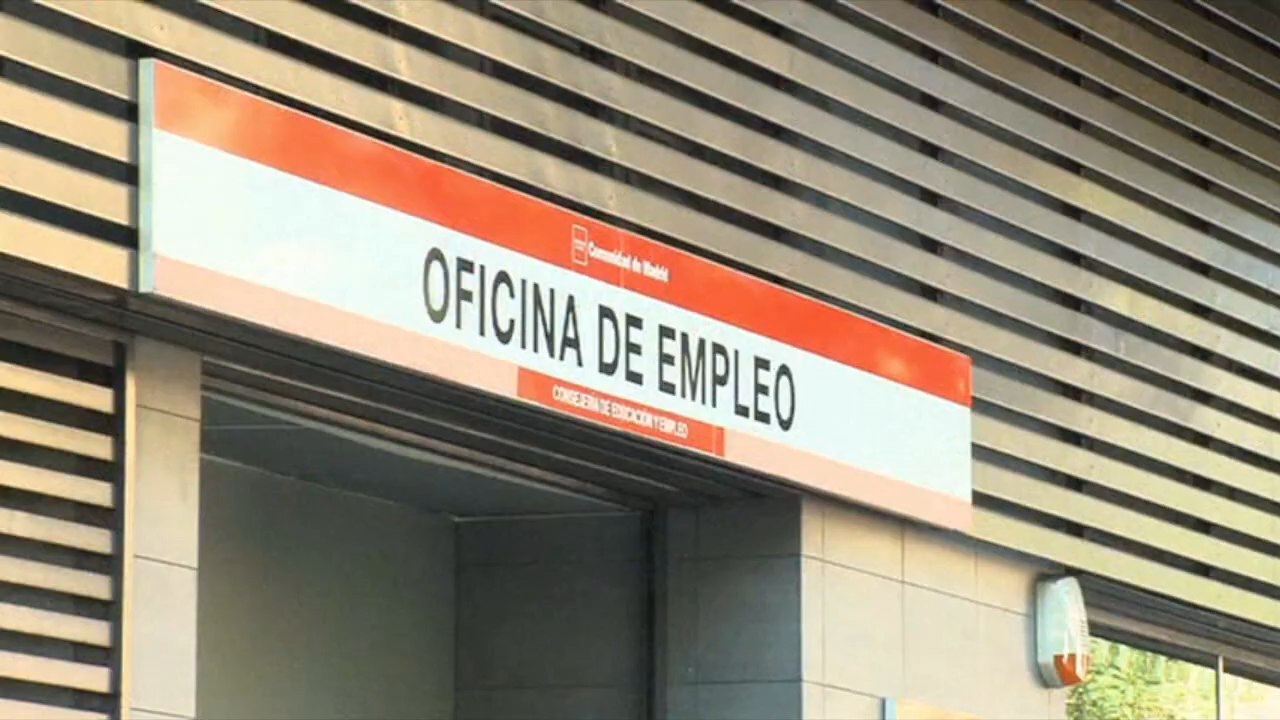 Comunidad de Madrid
OFICINA DE EMPLEO
CONSEJERÍA DE EDUCACIÓN Y EMPLEO